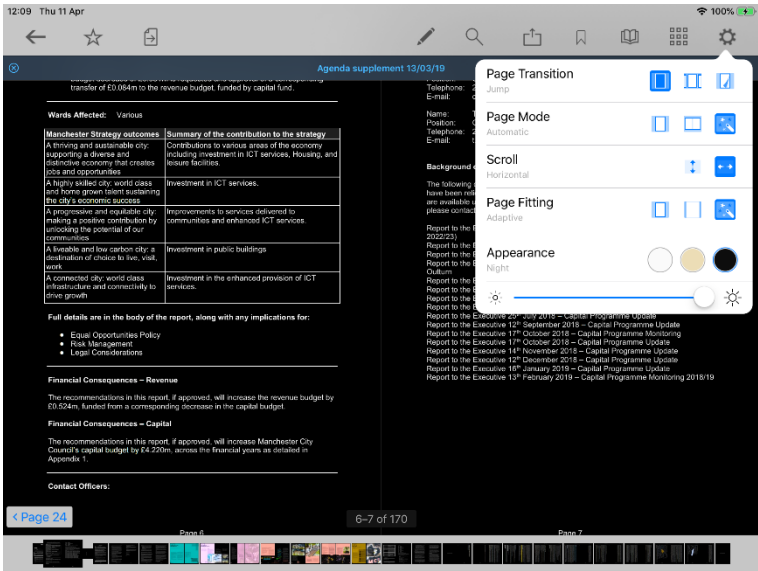 12:09 Thu 11 Apr
100%
Agenda supplement 13/03/19
transfer of £0.084m to the revenue budget, funded by capital fund.
Wards Affected: Various
Manchester Strategy outcomes
Summary of the contribution to the strategy
A thriving and sustainable city:
supporting a diverse and
distinctive economy that creates
jobs and opportunities
Contributions to various areas of the economy
including investment in ICT services, Housing, and
leisure facilities.
A highly skilled city: world class
and home grown talent sustaining
the city's economic success
Investment in ICT services.
A progressive and equitable city:
making a positive contribution by
unlocking the potential of our
communities
Improvements to services delivered to
communities and enhanced ICT services.
A liveable and low carbon city: a
destination of choice to live, visit,
work
Investment in public buildings
A connected city: world class
infrastructure and connectivity to
drive growth
Investment in the enhanced provision of ICT
services.
Full details are in the body of the report, along with any implications for:
• Equal Opportunities Policy
• Risk Management
• Legal Considerations
Financial Consequences – Revenue
The recommendations in this report, if approved, will increase the revenue budget by
£0.524m, funded from a corresponding decrease in the capital budget.
Financial Consequences – Capital
The recommendations in this report, if approved, will increase Manchester City
Council's capital budget by £4.220m, across the financial years as detailed in
Appendix 1.
Contact Officers:
< Page 24
Page 6
6–7 of 170
Telephone: 2
E-mail:
Name:
Position:
Telephone: 2
E-mail:
Background
The following
have been reli
are available u
please contact
Report to the E
2022/23)
Report to the E
Report to the E
Report to the E
Outturn
Report to the E
Report to the E
Report to the E
Report to the Executive 25th July 2018 – Capital Programme Update
Report to the Executive 12th September 2018 – Capital Programme Update
Report to the Executive 17th October 2018 – Capital Programme Monitoring
Report to the Executive 17th October 2018 – Capital Programme Update
Report to the Executive 14th November 2018 – Capital Programme Update
Report to the Executive 12th December 2018 – Capital Programme Update
Report to the Executive 16th January 2019 – Capital Programme Update
Report to the Executive 13th February 2019 – Capital Programme Monitoring 2018/19
Page 7
Page Transition
Jump
Page Mode
Automatic
Scroll
Horizontal
Page Fitting
Adaptive
Appearance
Night